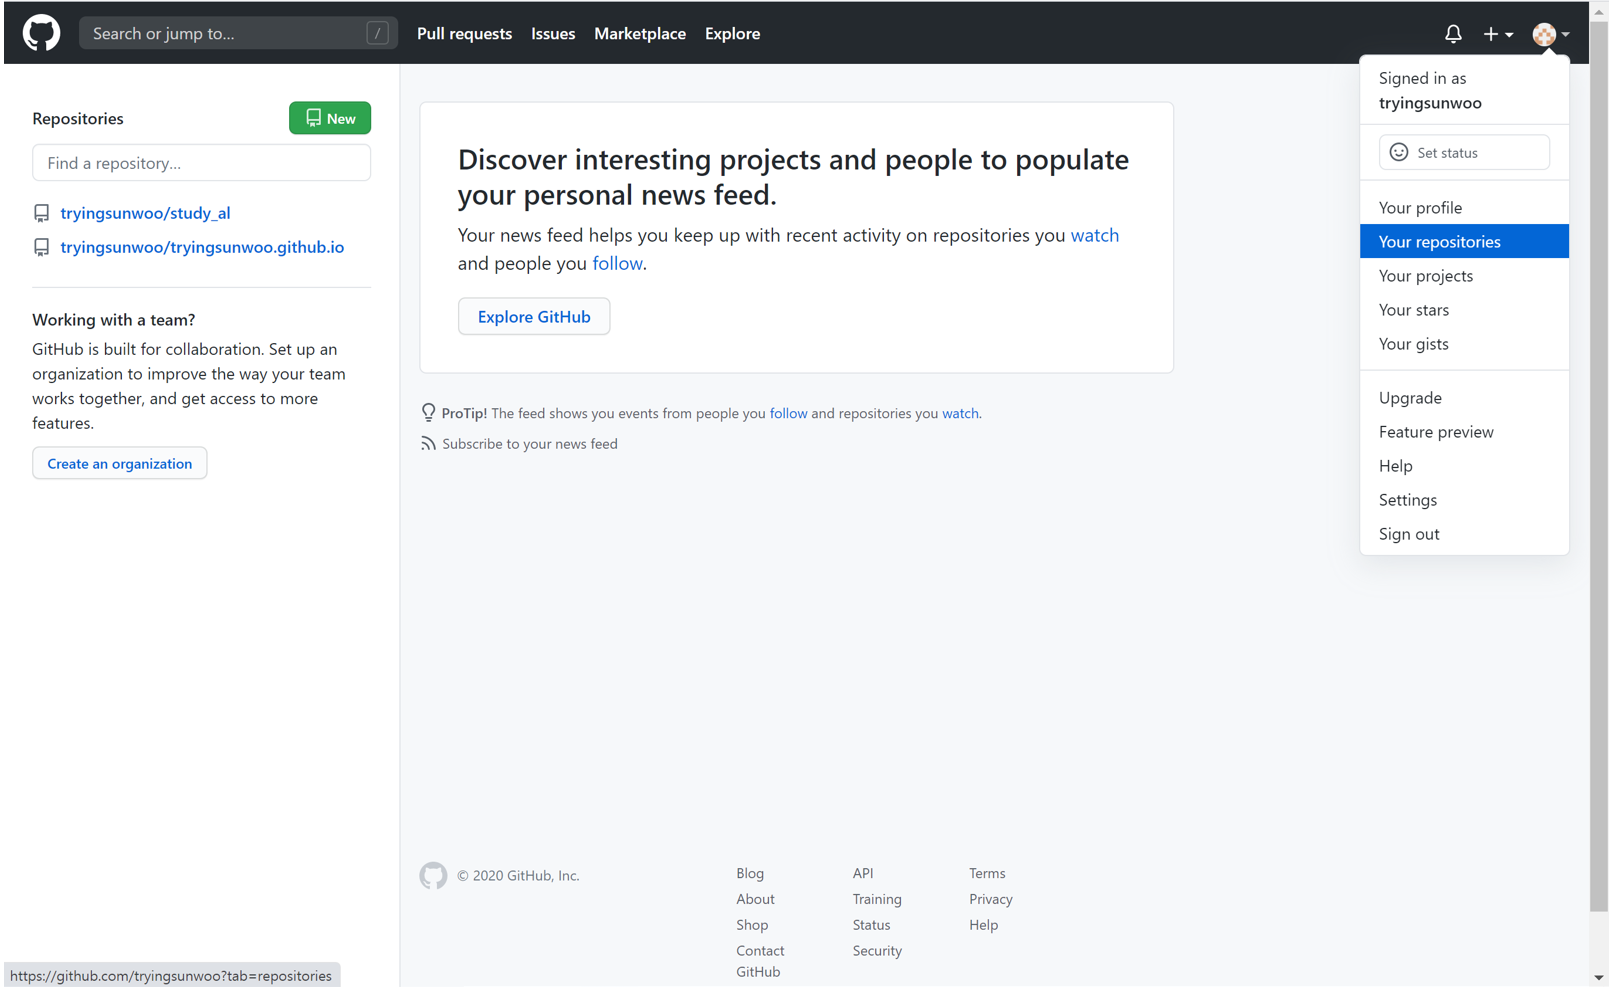 Search or jump to...
/
Pull requests
Issues
Marketplace
Explore
Repositories
New
Find a repository...
tryingsunwoo/study_al
tryingsunwoo/tryingsunwoo.github.io
Working with a team?
GitHub is built for collaboration. Set up an
organization to improve the way your team
works together, and get access to more
features.
Create an organization
Discover interesting projects and people to populate
your personal news feed.
Your news feed helps you keep up with recent activity on repositories you watch
and people you follow.
Explore GitHub
ProTip! The feed shows you events from people you follow and repositories you watch.
Subscribe to your news feed
Signed in as
tryingsunwoo
Set status
Your profile
Your repositories
Your projects
Your stars
Your gists
Upgrade
Feature preview
Help
Settings
Sign out
© 2020 GitHub, Inc.
Blog
About
Shop
Contact
GitHub
API
Training
Status
Security
Terms
Privacy
Help
https://github.com/tryingsunwoo?tab=repositories